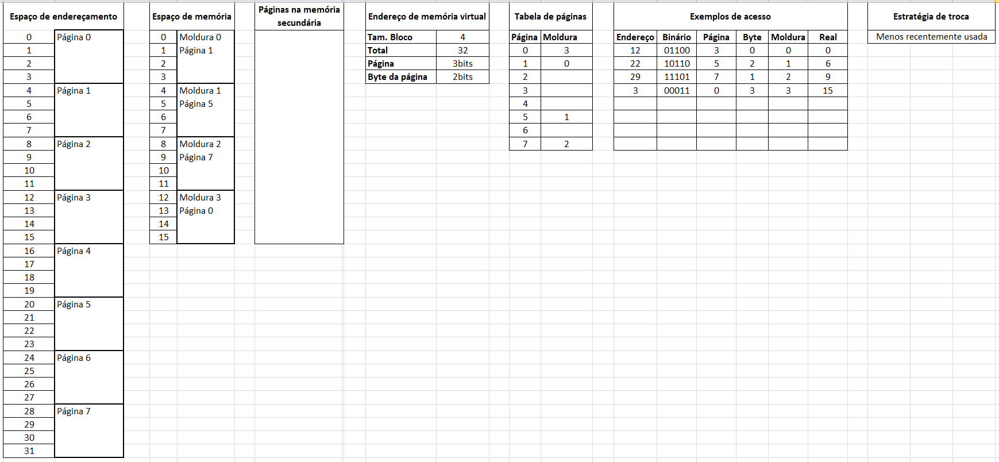 Espaço de endereçamento Espaço de memória Páginas na memória secundária Endereço de memória virtual Tabela de páginas Exemplos de acesso Estratégia de troca
0 Página 0 0 Moldura 0 Tam. Bloco 4 Página Moldura Endereço Binário Página Byte Moldura Real Menos recentemente usada
1 1 Página 1 Total 32 0 3 12 01100 3 0 0 0
2 2 Página 3bits 1 0 22 10110 5 2 1 6
3 3 Byte da página 2bits 2 29 11101 7 1 2 9
4 Página 1 4 Moldura 1 3 3 00011 0 3 3 15
5 5 Página 5 4
6 6 5 1
7 7 6
8 Página 2 8 Moldura 2 7 2
9 9 Página 7
10 10
11 11
12 Página 3 12 Moldura 3
13 13 Página 0
14 14
15 15
16 Página 4
17
18
19
20 Página 5
21
22
23
24 Página 6
25
26
27
28 Página 7
29
30
31